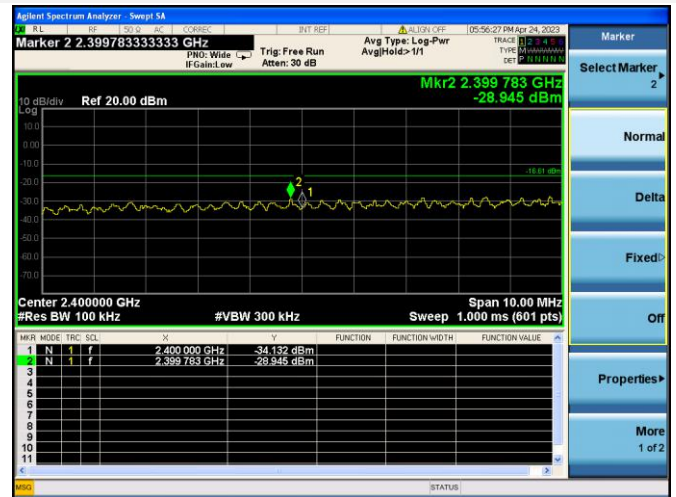 Agilent Spectrum Analyzer - Swept SA
RL RF 50 Ω AC CORREC INT REF ALIGN OFF 05:56:27 PM Apr 24, 2023
Marker 2 2.399783333333 GHz
PNO: Wide Trig: Free Run Avg Type: Log-Pwr TRACE 1 2 3 4 5 6
IFGain:Low Atten: 30 dB Avg|Hold:>1/1 TYPE M
DET P N N N N N
Mkr2 2.399 783 GHz
-28.945 dBm
10 dB/div Ref 20.00 dBm
Log
10.0
0.00
-10.0
-18.61 dBm
-20.0
2
1
-30.0
-40.0
-50.0
-60.0
-70.0
Center 2.400000 GHz Span 10.00 MHz
#Res BW 100 kHz #VBW 300 kHz Sweep 1.000 ms (601 pts)
MKR MODE TRC SCL X Y FUNCTION FUNCTION WIDTH FUNCTION VALUE
1 N 1 f 2.400 000 GHz -34.132 dBm
2 N 1 f 2.399 783 GHz -28.945 dBm
3
4
5
6
7
8
9
10
11
MSG STATUS
Marker
Select Marker
2
Normal
Delta
Fixed
Off
Properties
More
1 of 2